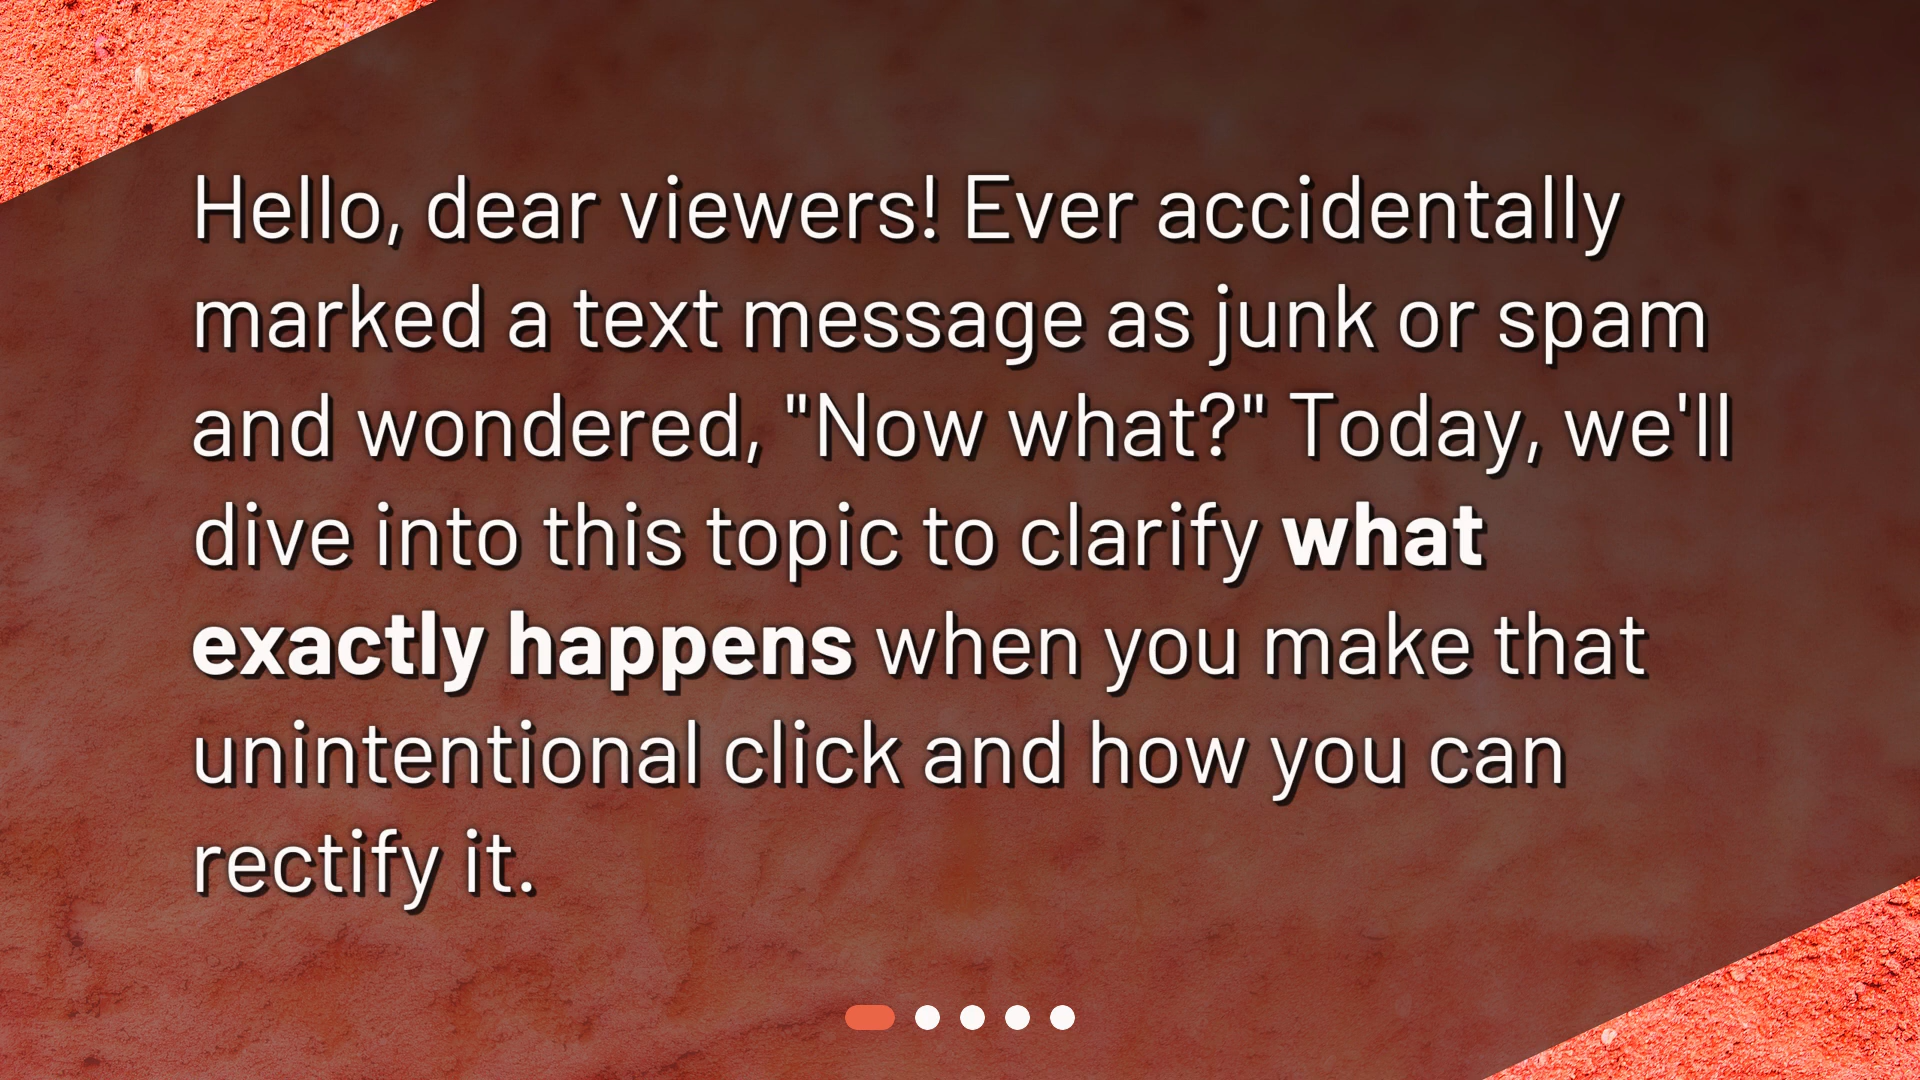 Hello, dear viewers! Ever accidentally
marked a text message as junk or spam
and wondered, "Now what?" Today, we'll
dive into this topic to clarify what
exactly happens when you make that
unintentional click and how you can
rectify it.